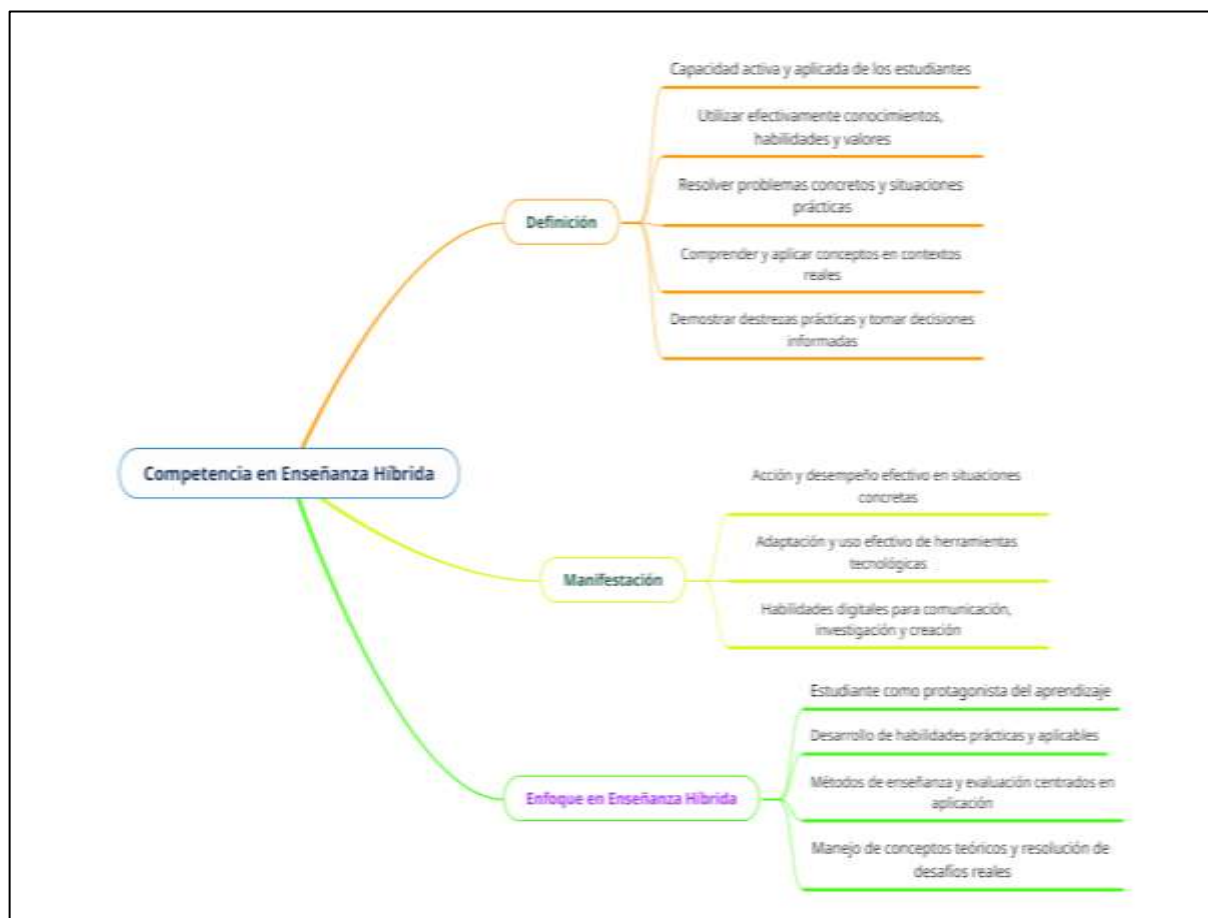 Competencia en Enseñanza Híbrida
Definición
Capacidad activa y aplicada de los estudiantes
Utilizar efectivamente conocimientos,
habilidades y valores
Resolver problemas concretos y situaciones
prácticas
Comprender y aplicar conceptos en contextos
reales
Demostrar destrezas prácticas y tomar decisiones
informadas
Manifestación
Acción y desempeño efectivo en situaciones
concretas
Adaptación y uso efectivo de herramientas
tecnológicas
Habilidades digitales para comunicación,
investigación y creación
Enfoque en Enseñanza Híbrida
Estudiante como protagonista del aprendizaje
Desarrollo de habilidades prácticas y aplicables
Métodos de enseñanza y evaluación centrados en
aplicación
Manejo de conceptos teóricos y resolución de
desafíos reales